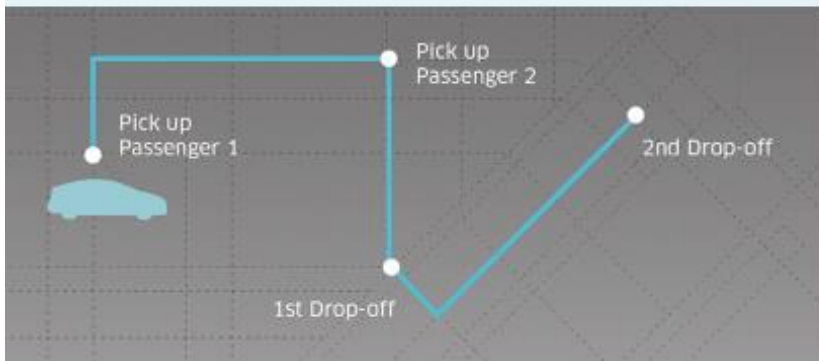 Pick up
Passenger 2
Pick up
Passenger 1
2nd Drop-off
1st Drop-off